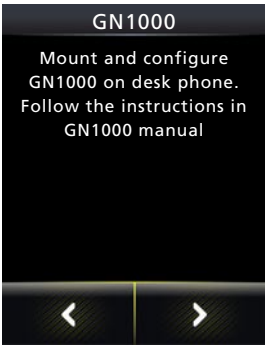 GN1000
Mount and configure
GN1000 on desk phone.
Follow the instructions in
GN1000 manual